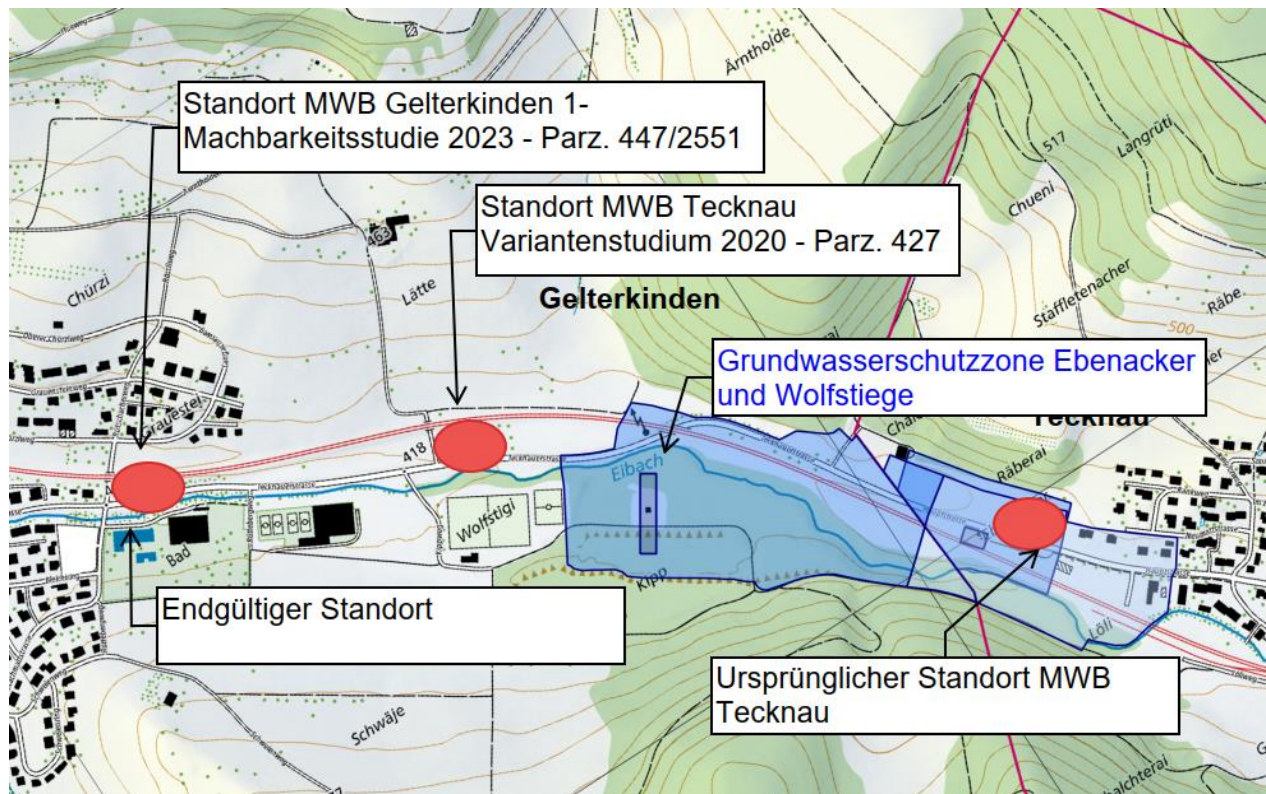 Ärntholde
Standort MWB Gelterkinden 1-
Machbarkeitsstudie 2023 - Parz. 447/2551
517
Langrüti
Chueni
Standort MWB Tecknau
Variantenstudium 2020 - Parz. 427
463
Chürzi
Lätte
Gelterkinden
Staffletenacher
Räbe
500
Grundwasserschutzzone Ebenacker
und Wolfstiege
Tecknau
Räberai
418
Eibach
Wolfstigl
Bad
Kipp
Löli
Endgültiger Standort
Ursprünglicher Standort MWB
Tecknau
Schwäje